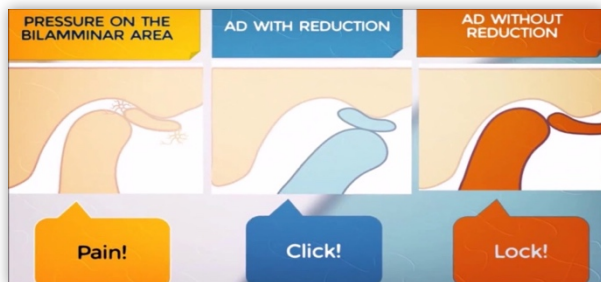 PRESSURE ON THE
BILAMMINAR AREA
AD WITH REDUCTION
AD WITHOUT
REDUCTION
Pain!
Click!
Lock!